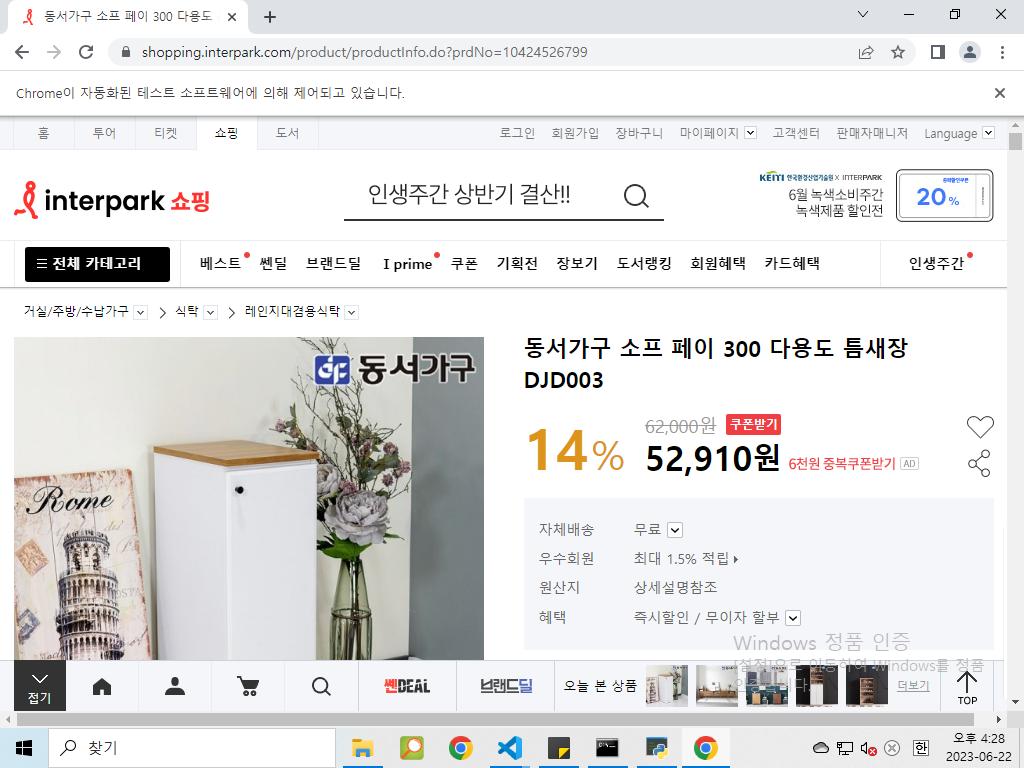 동서가구 소프 페이 300 다용도
shopping.interpark.com/product/productInfo.do?prdNo=10424526799
Chrome이 자동화된 테스트 소프트웨어에 의해 제어되고 있습니다.
홈 투어 티켓 쇼핑 도서 로그인 회원가입 장바구니 마이페이지 고객센터 판매자매니저 Language
interpark 쇼핑
인생주간 상반기 결산!!
KEITI 한국환경산업기술원 X INTERPARK
6월 녹색소비주간
녹색제품 할인전
중복할인쿠폰
20%
전체 카테고리 베스트 쎈딜 브랜드딜 I prime 쿠폰 기획전 장보기 도서랭킹 회원혜택 카드혜택 인생주간
거실/주방/수납가구 식탁 레인지대겸용식탁
동서가구
Rome
동서가구 소프 페이 300 다용도 틈새장
DJD003
14%
62,000원 쿠폰받기
52,910원 6천원 중복쿠폰받기 AD
자체배송 무료
우수회원 최대 1.5% 적립
원산지 상세설명참조
혜택 즉시할인 / 무이자 할부
Windows 정품 인증
[설정]으로 이동하여 Windows를 정품
접기
쎈DEAL
브랜드딜
오늘 본 상품
더보기
TOP
찾기
한
오후 4:28
2023-06-22